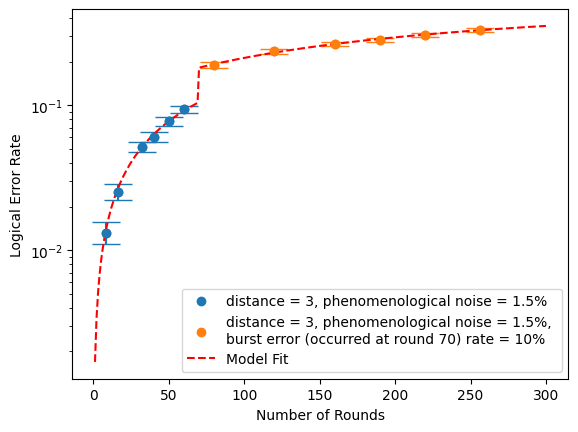 Logical Error Rate
10⁻¹
10⁻²
distance = 3, phenomenological noise = 1.5%
distance = 3, phenomenological noise = 1.5%,
burst error (occurred at round 70) rate = 10%
Model Fit
0 50 100 150 200 250 300
Number of Rounds